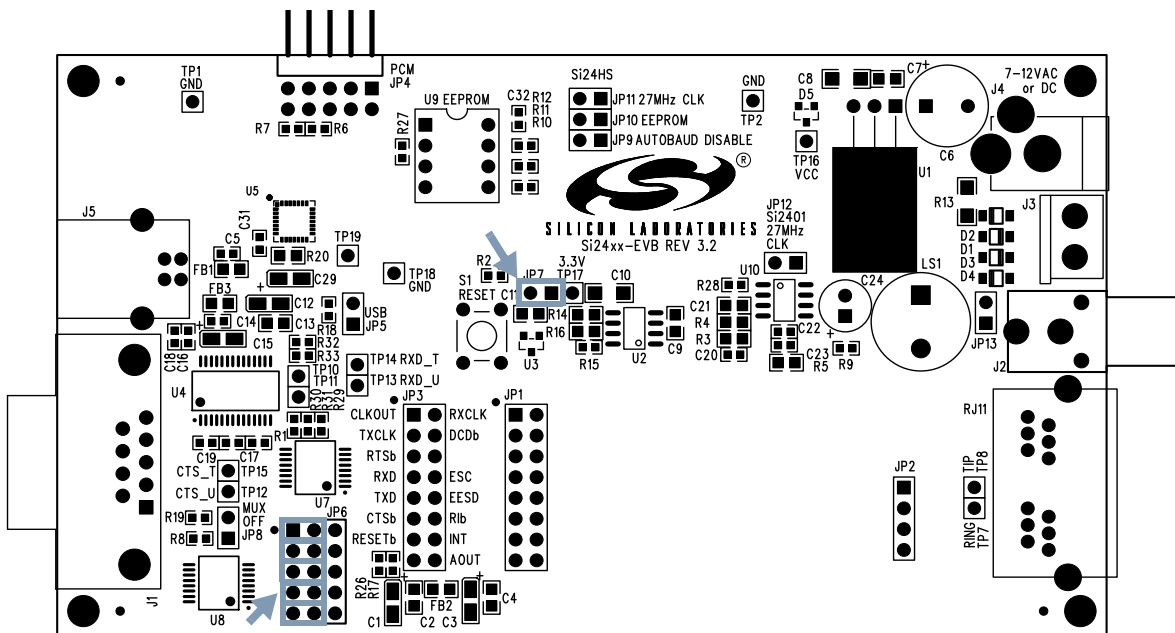 PCM
JP4
TP1
GND
R7
R6
R27
U9 EEPROM
C32
R12
R11
R10
Si24HS
JP11 27MHz CLK
JP10 EEPROM
JP9 AUTOBAUD DISABLE
GND
TP2
C8
D5
TP16
VCC
C7
+
C6
7-12VAC
or DC
J4
U1
R13
J3
D2
D1
D3
D4
®
SILICON LABORATORIES
Si24xx-EVB REV 3.2
JP12
Si2401
27MHz
CLK
J5
U5
C31
C5
FB1
R20
TP19
C29
TP18
GND
FB3
+
C12
C14
C13
+
C15
C18
C16
R18
USB
JP5
R32
R33
TP10
TP11
TP14 RXD_T
TP13 RXD_U
S1
RESET
R2
C11
JP7
3.3V
TP17
C10
R14
R16
R15
U3
U2
C9
R28
U10
C21
R4
R3
C20
C22
C23
R5
C24
+
R9
LS1
JP13
J2
U4
R1
R30
R31
R29
C19
C17
CTS_T
TP15
CTS_U
TP12
U7
MUX
OFF
JP8
R19
R8
U8
J1
JP6
JP3
JP1
CLKOUT
RXCLK
TXCLK
DCDb
RTSb
RXD
ESC
TXD
EESD
CTSb
RIb
RESETb
INT
AOUT
R26
R17
+
C1
C2
FB2
C3
+
C4
JP2
RJ11
TIP
TP8
RING
TP7